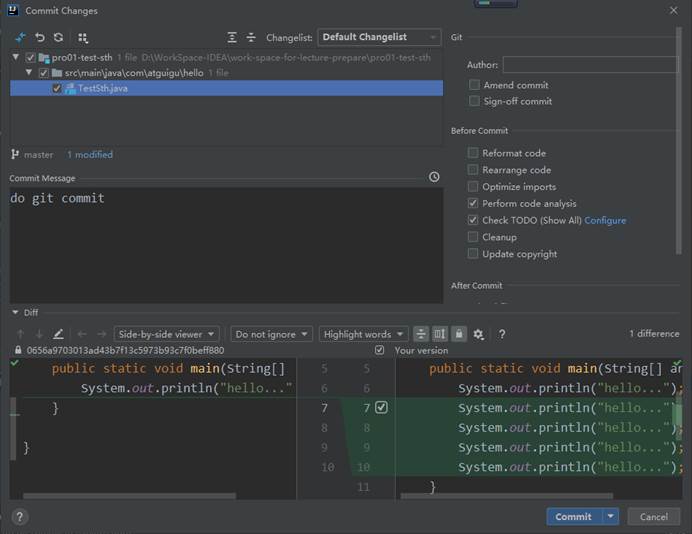 Commit Changes
Changelist: Default Changelist
pro01-test-sth 1 file D:\WorkSpace-IDEA\work-space-for-lecture-prepare\pro01-test-sth
src\main\java\com\atguigu\hello 1 file
TestSth.java
master 1 modified
Commit Message
do git commit
Git
Author:
Amend commit
Sign-off commit
Before Commit
Reformat code
Rearrange code
Optimize imports
Perform code analysis
Check TODO (Show All) Configure
Cleanup
Update copyright
After Commit
Diff
Side-by-side viewer Do not ignore Highlight words ? 1 difference
0656a9703013ad43b7f13c5973b93c7f0beff880 Your version
public static void main(String[] 5 5 public static void main(String[] ar
System.out.println("hello..." 6 6 System.out.println("hello...");
} 7 7 System.out.println("hello...")
8 8 System.out.println("hello...");
} 9 9 System.out.println("hello...");
10 10 System.out.println("hello...");
11 }
? Commit Cancel